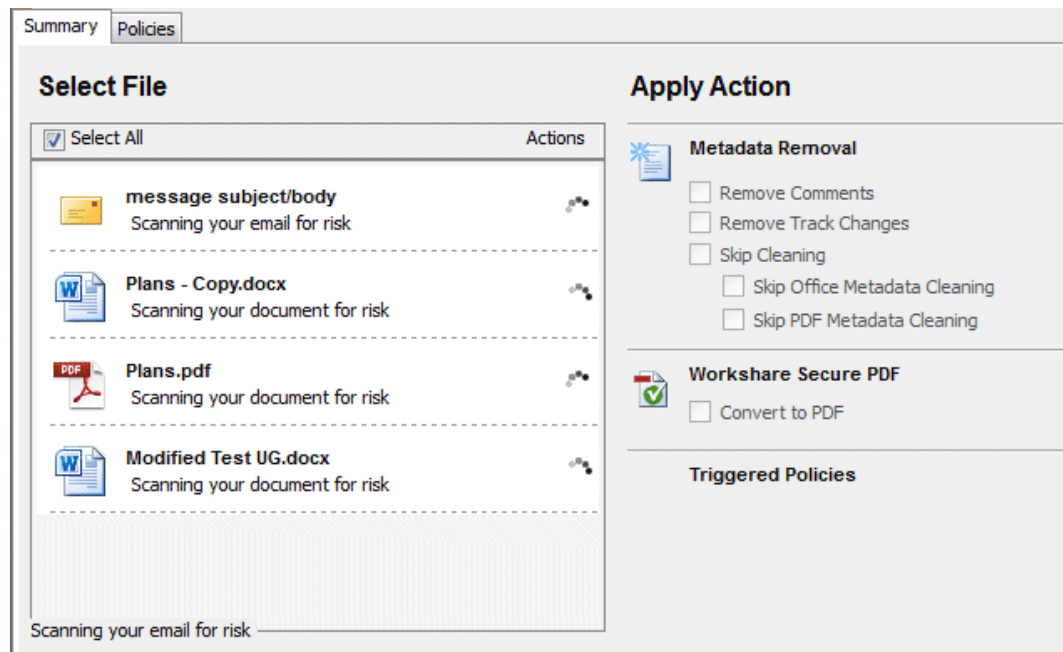 Summary
Policies
Select File
Select All
Actions
message subject/body
Scanning your email for risk
Plans - Copy.docx
Scanning your document for risk
PDF
Plans.pdf
Scanning your document for risk
Modified Test UG.docx
Scanning your document for risk
Scanning your email for risk
Apply Action
Metadata Removal
Remove Comments
Remove Track Changes
Skip Cleaning
Skip Office Metadata Cleaning
Skip PDF Metadata Cleaning
Workshare Secure PDF
Convert to PDF
Triggered Policies